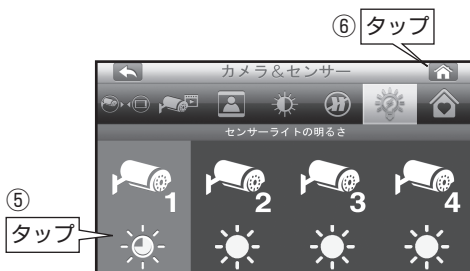 ⑥ タップ
カメラ＆センサー
センサーライトの明るさ
1 2 3 4
⑤
タップ